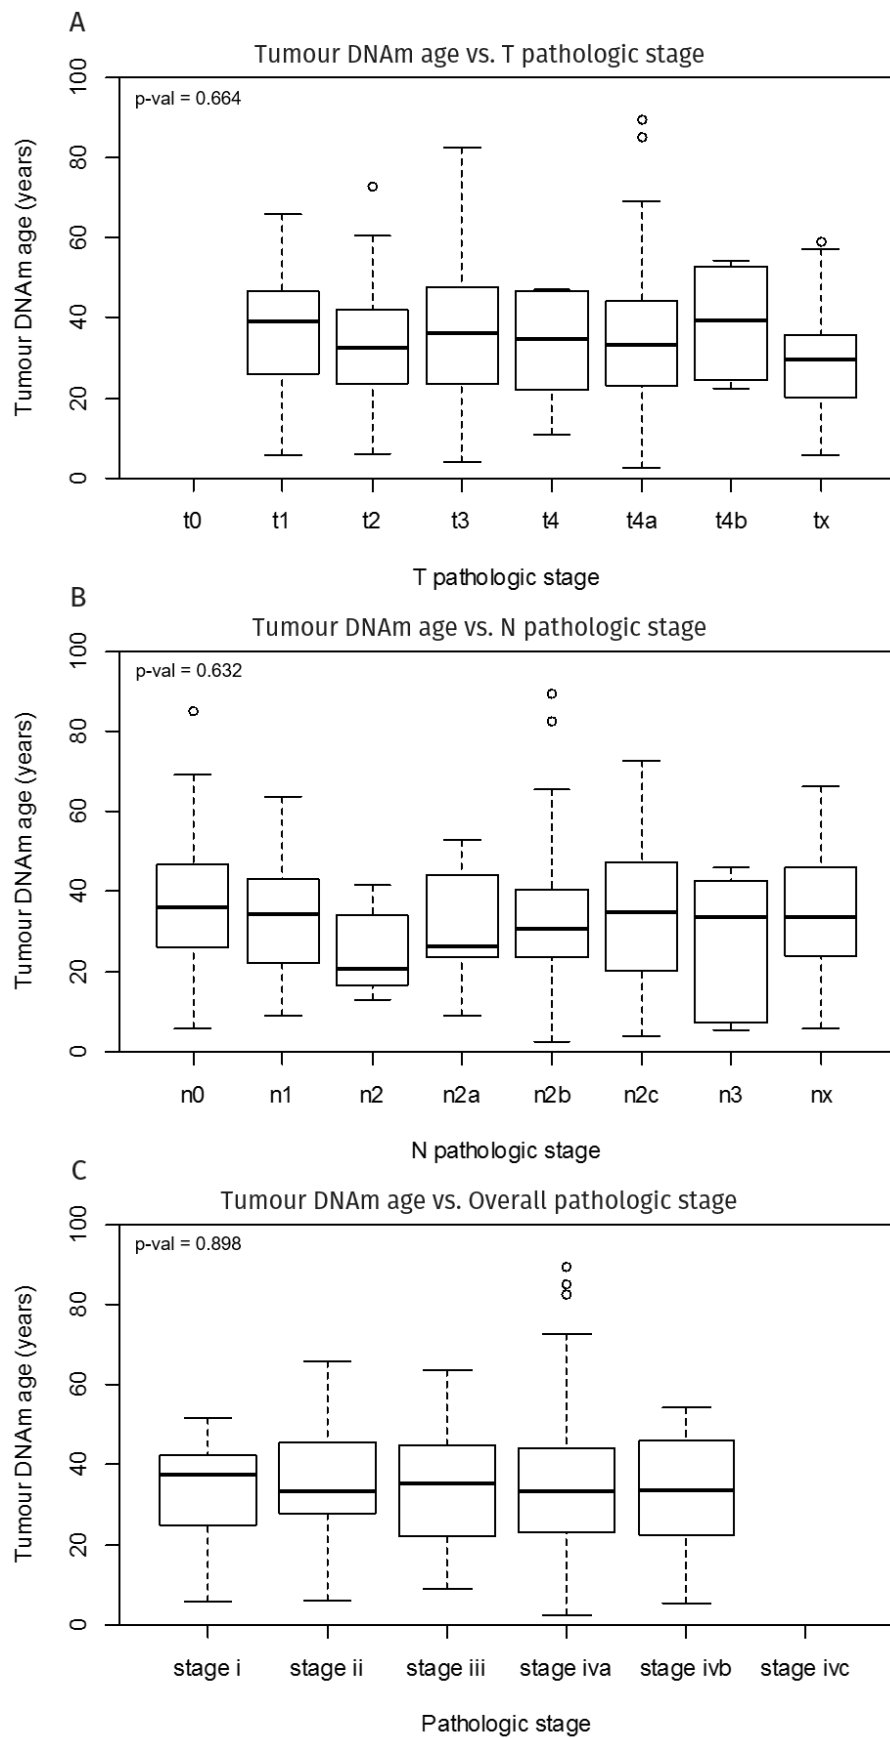 A
Tumour DNAm age vs. T pathologic stage
p-val = 0.664
Tumour DNAm age (years)
100
80
60
40
20
0
t0 t1 t2 t3 t4 t4a t4b tx
T pathologic stage
B
Tumour DNAm age vs. N pathologic stage
p-val = 0.632
Tumour DNAm age (years)
100
80
60
40
20
0
n0 n1 n2 n2a n2b n2c n3 nx
N pathologic stage
C
Tumour DNAm age vs. Overall pathologic stage
p-val = 0.898
Tumour DNAm age (years)
100
80
60
40
20
0
stage i stage ii stage iii stage iva stage ivb stage ivc
Pathologic stage